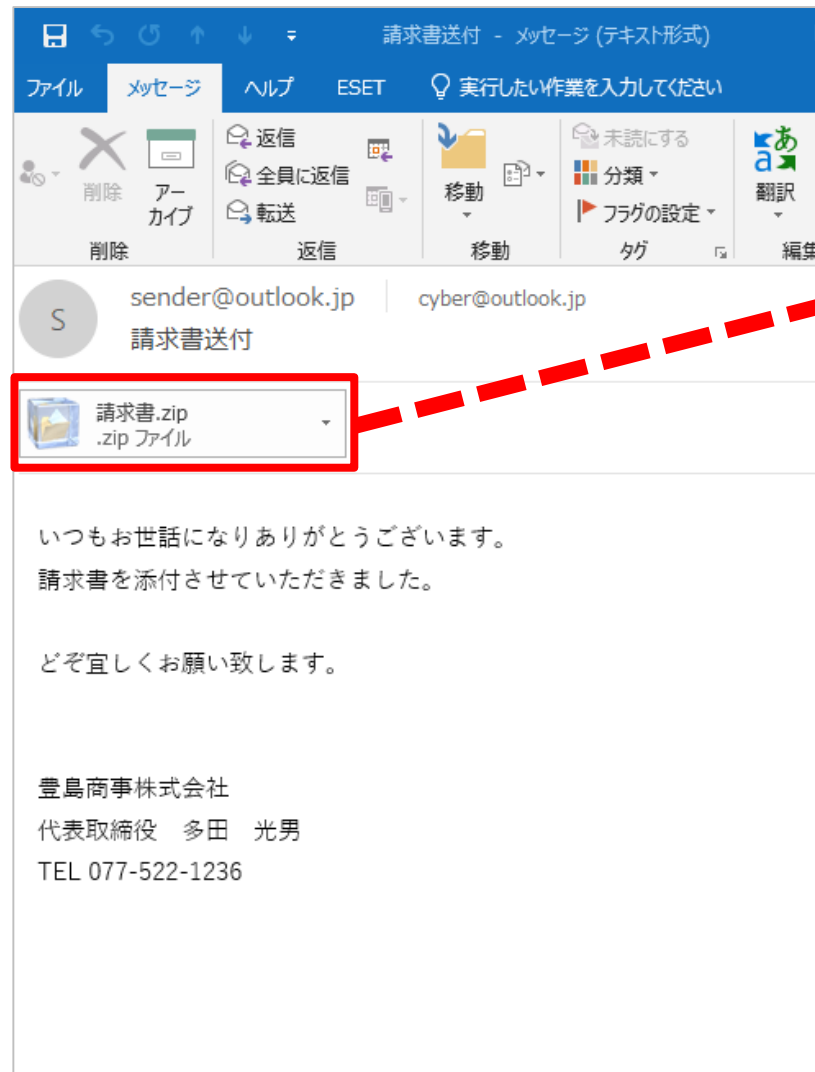 請求書送付 - メッセージ (テキスト形式)
ファイル メッセージ ヘルプ ESET 実行したい作業を入力してください
削除
アー
カイブ
削除
返信
全員に返信
転送
返信
移動
移動
未読にする
分類
フラグの設定
タグ
あ
a
翻訳
編集
S
sender@outlook.jp cyber@outlook.jp
請求書送付
請求書.zip
.zip ファイル
いつもお世話になりありがとうございます。
請求書を添付させていただきました。
どぞ宜しくお願い致します。
豊島商事株式会社
代表取締役 多田 光男
TEL 077-522-1236